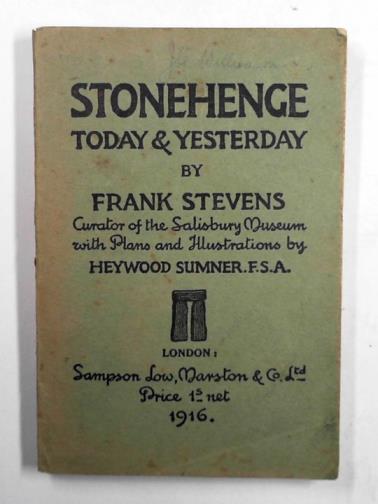 STONEHENGE
TODAY & YESTERDAY
BY
FRANK STEVENS
Curator of the Salisbury Museum
with Plans and Illustrations by
HEYWOOD SUMNER.F.S.A.
LONDON:
Sampson Low, Marston & Co. Ltd
Price 1s net
1916.